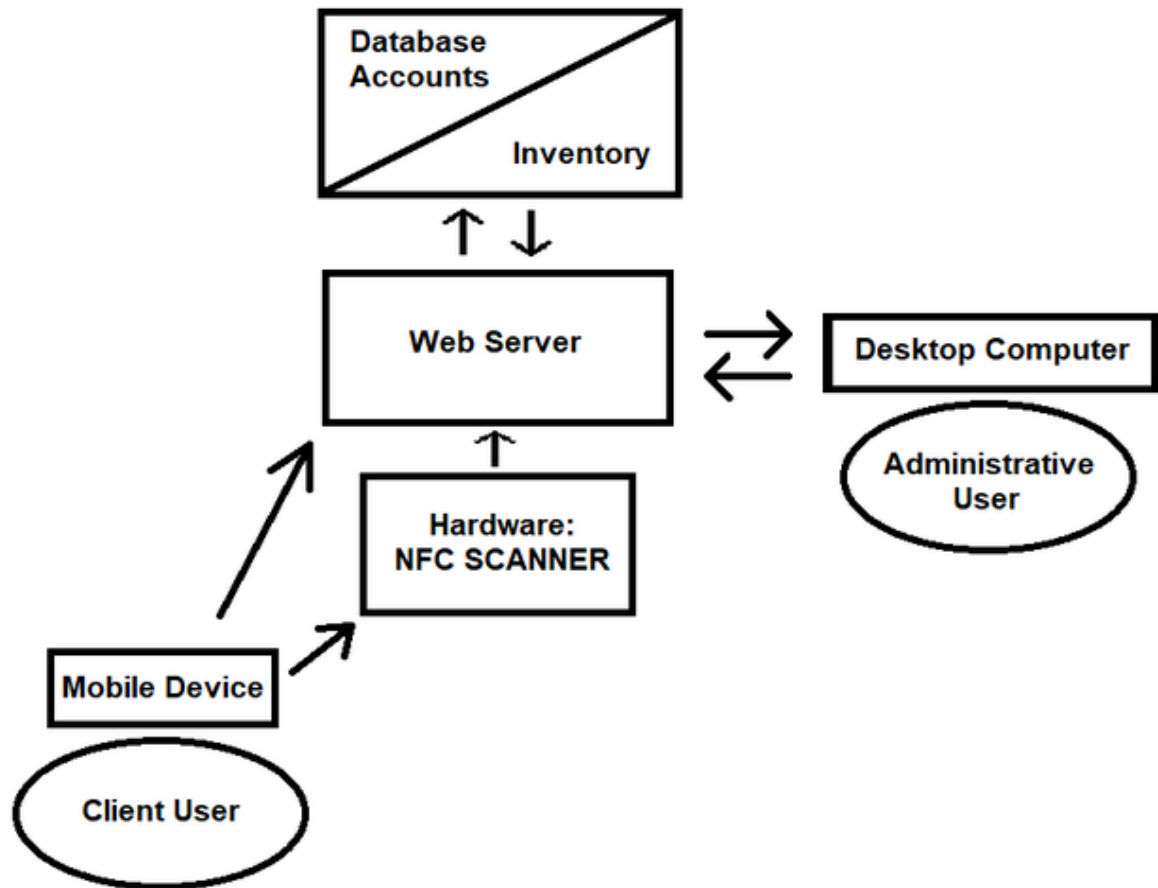 Database
Accounts
Inventory
Web Server
Desktop Computer
Administrative
User
Hardware:
NFC SCANNER
Mobile Device
Client User